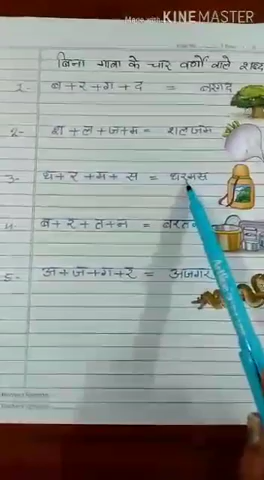 Made with KINEMASTER
बिना मात्रा के चार वर्णों वाले शब्द
1- ब + र + ग + द = बरगद
2- श + ल + ज + म = शलजम
3- थ + र + म + स = थरमस
4- ब + र + त + न = बरतन
5- अ + ज + ग + र = अजगर